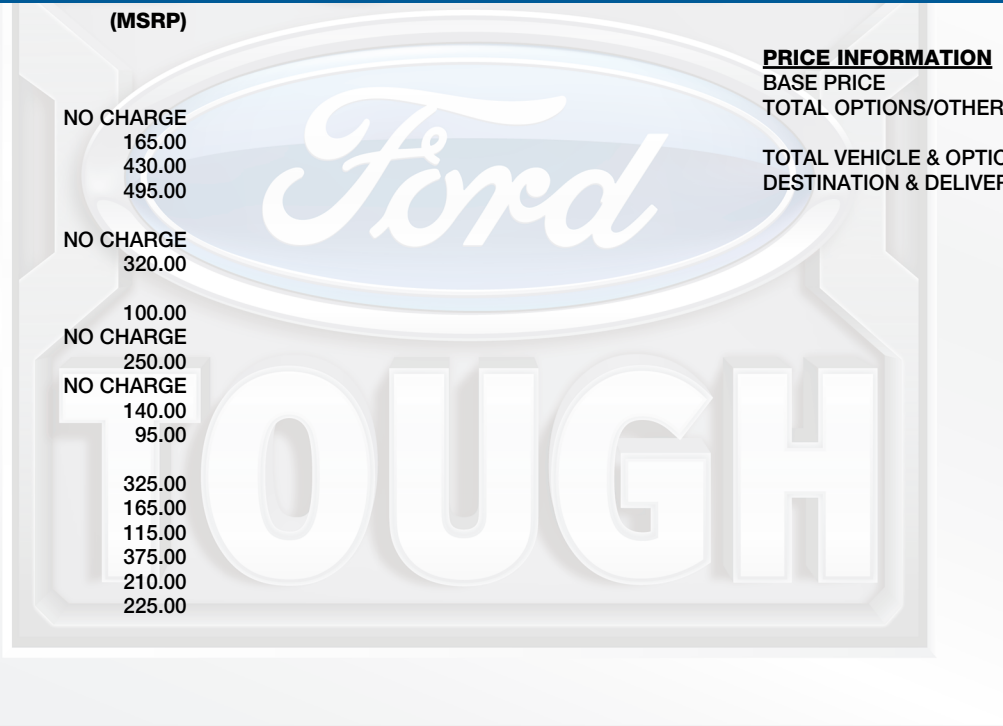 (MSRP)
NO CHARGE
165.00
430.00
495.00
NO CHARGE
320.00
100.00
NO CHARGE
250.00
NO CHARGE
140.00
95.00
325.00
165.00
115.00
375.00
210.00
225.00
PRICE INFORMATION
BASE PRICE
TOTAL OPTIONS/OTHER
TOTAL VEHICLE & OPTIO
DESTINATION & DELIVER
Ford
TOUGH